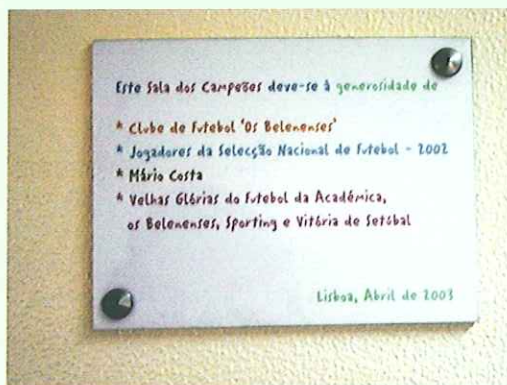 Este Sala dos Campeões deve-se à generosidade de
* Clube de Futebol 'Os Belenenses'
* Jogadores da Selecção Nacional de Futebol - 2002
* Mário Costa
* Velhas Glórias do Futebol da Académica,
os Belenenses, Sporting e Vitória de Setúbal
Lisboa, Abril de 2003